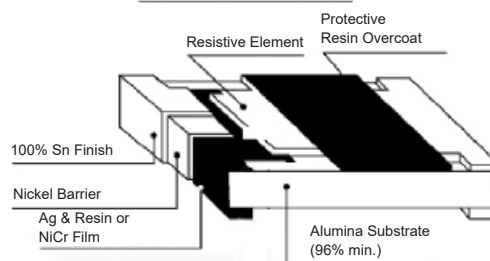 Protective
Resin Overcoat
Resistive Element
100% Sn Finish
Nickel Barrier
Ag & Resin or
NiCr Film
Alumina Substrate
(96% min.)